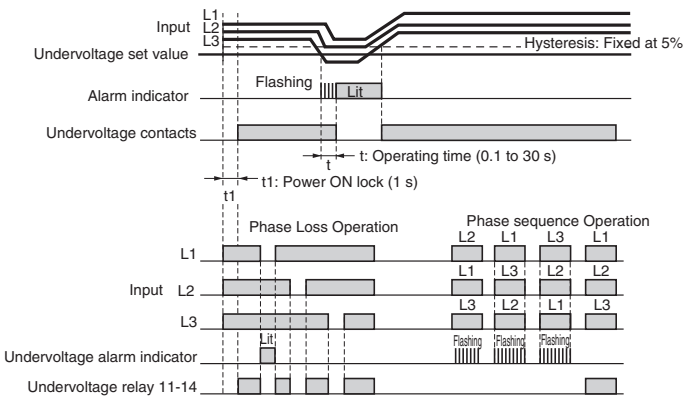 L1
Input L2
L3
Hysteresis: Fixed at 5%
Undervoltage set value
Flashing
Alarm indicator
Lit
Undervoltage contacts
t: Operating time (0.1 to 30 s)
t
t1: Power ON lock (1 s)
t1
Phase Loss Operation
Phase sequence Operation
L2 L1 L3 L1
L1
L1 L3 L2 L2
Input L2
L3 L2 L1 L3
L3
Lit
Flashing Flashing Flashing
Undervoltage alarm indicator
Undervoltage relay 11-14